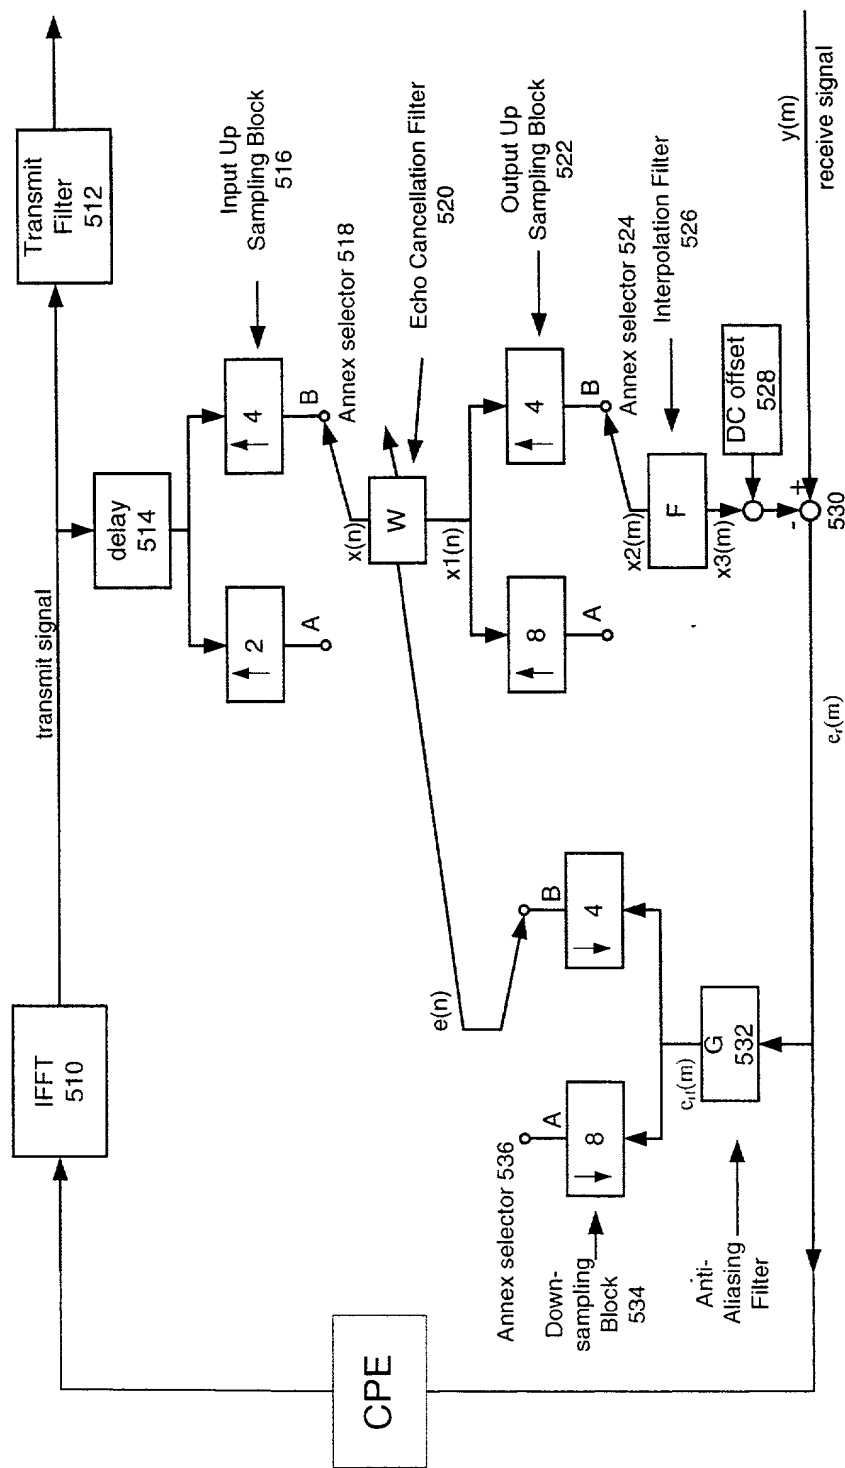 CPE
IFFT
510
transmit signal
Transmit
Filter
512
delay
514
2
4
A
B
Input Up
Sampling Block
516
Annex selector 518
x(n)
W
Echo Cancellation Filter
520
x1(n)
8
4
A
B
Output Up
Sampling Block
522
Annex selector 524
x2(m)
F
Interpolation Filter
526
x3(m)
DC offset
528
-
+
530
y(m)
receive signal
e(n)
Annex selector 536
A
B
8
4
Down-
sampling
Block
534
G
532
Anti-
Aliasing
Filter